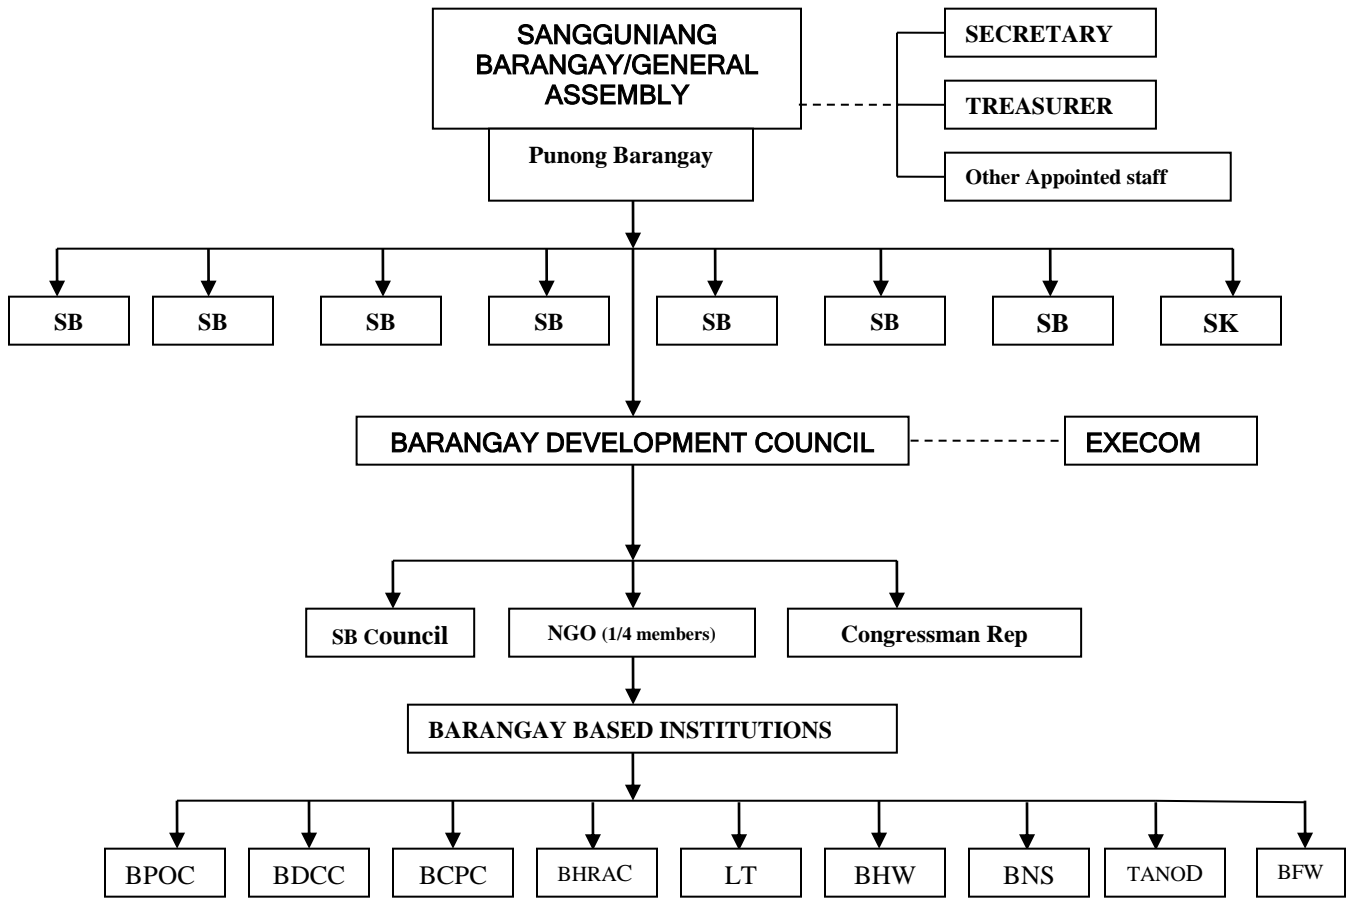 SANGGUNIANG
BARANGAY/GENERAL
ASSEMBLY
Punong Barangay
SECRETARY
TREASURER
Other Appointed staff
SB
SB
SB
SB
SB
SB
SB
SK
BARANGAY DEVELOPMENT COUNCIL
EXECOM
SB Council
NGO (1/4 members)
Congressman Rep
BARANGAY BASED INSTITUTIONS
BPOC
BDCC
BCPC
BHRAC
LT
BHW
BNS
TANOD
BFW